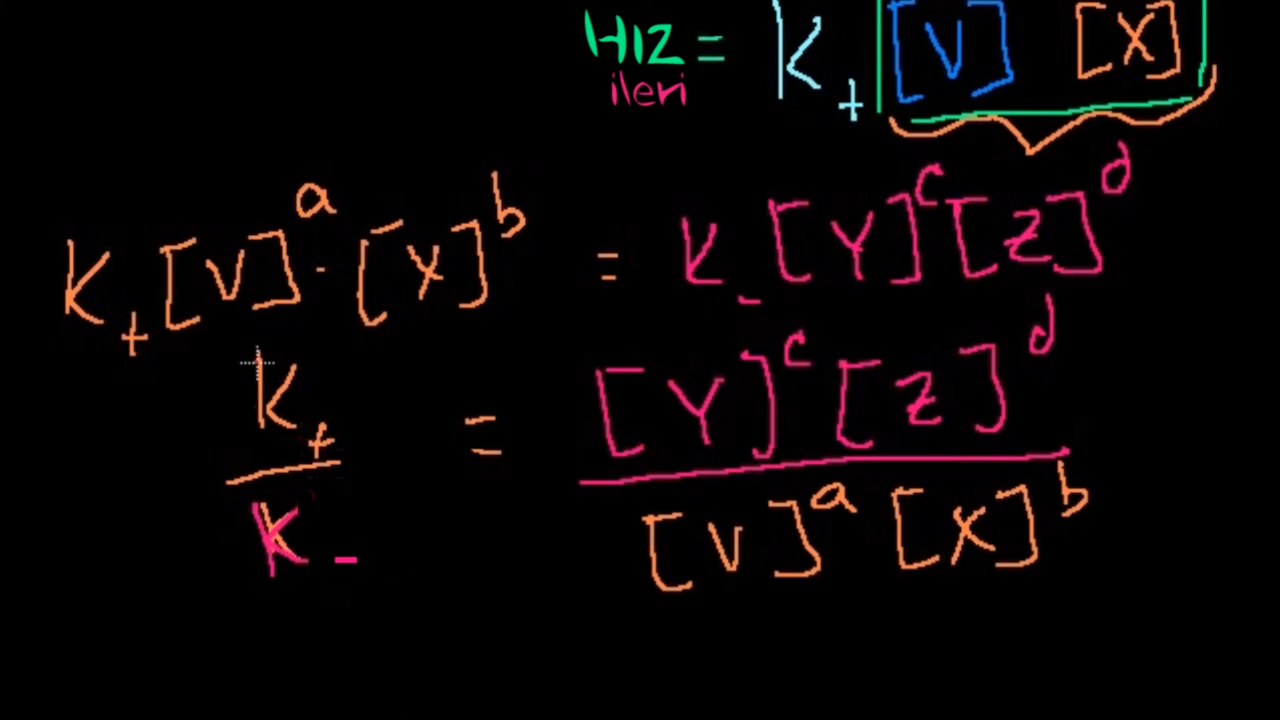 HIZ = K₊ [V] [X]
ileri
K₊[V]ᵃ · [X]ᵇ = K₋[Y]ᶜ[Z]ᵈ
K₊ / K₋ = [Y]ᶜ[Z]ᵈ / [V]ᵃ[X]ᵇ